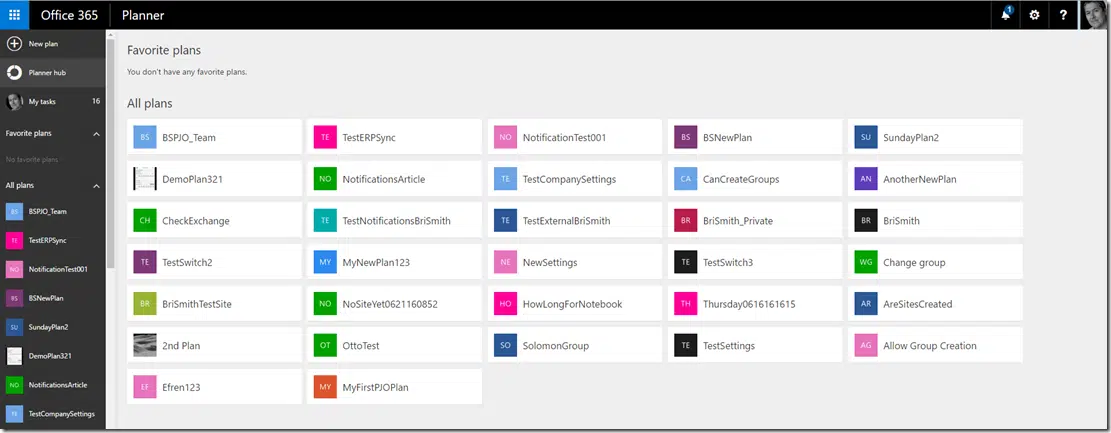 Office 365 Planner 1 ?
New plan
Planner hub
My tasks 16
Favorite plans
No favorite plans
All plans
BS BSPJO_Team
TE TestERPSync
NO NotificationTest001
BS BSNewPlan
SU SundayPlan2
DemoPlan321
NO NotificationsArticle
TE TestCompanySettings
Favorite plans
You don't have any favorite plans.
All plans
BS BSPJO_Team TE TestERPSync NO NotificationTest001 BS BSNewPlan SU SundayPlan2
DemoPlan321 NO NotificationsArticle TE TestCompanySettings CA CanCreateGroups AN AnotherNewPlan
CH CheckExchange TE TestNotificationsBriSmith TE TestExternalBriSmith BR BriSmith_Private BR BriSmith
TE TestSwitch2 MY MyNewPlan123 NE NewSettings TE TestSwitch3 WG Change group
BR BriSmithTestSite NO NoSiteYet0621160852 HO HowLongForNotebook TH Thursday0616161615 AR AreSitesCreated
2nd Plan OT OttoTest SO SolomonGroup TE TestSettings AG Allow Group Creation
EF Efren123 MY MyFirstPJOPlan